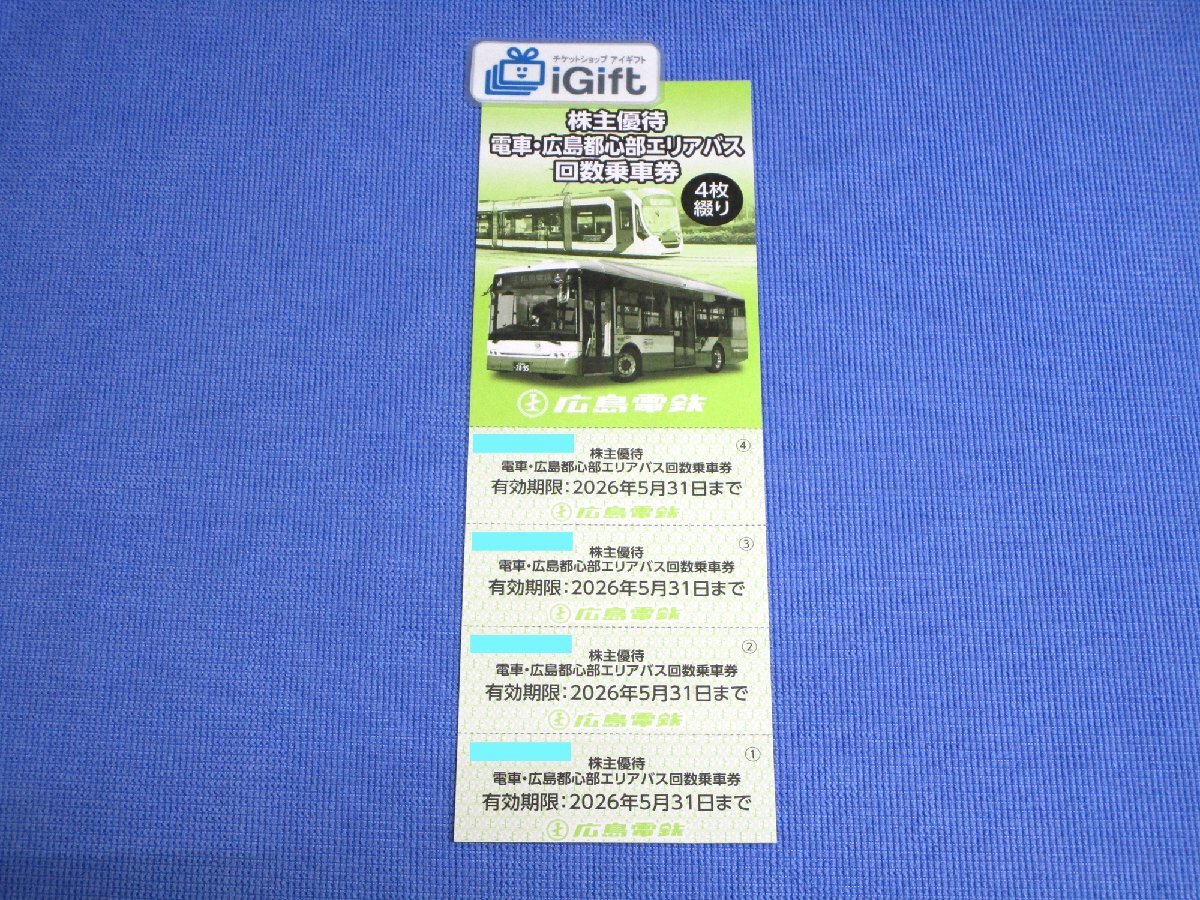 チケットショップ アイギフト
iGift
株主優待
電車・広島都心部エリアバス
回数乗車券
4枚
綴り
広島電鉄
④
株主優待
電車・広島都心部エリアバス回数乗車券
有効期限：2026年5月31日まで
広島電鉄
③
株主優待
電車・広島都心部エリアバス回数乗車券
有効期限：2026年5月31日まで
広島電鉄
②
株主優待
電車・広島都心部エリアバス回数乗車券
有効期限：2026年5月31日まで
広島電鉄
①
株主優待
電車・広島都心部エリアバス回数乗車券
有効期限：2026年5月31日まで
広島電鉄